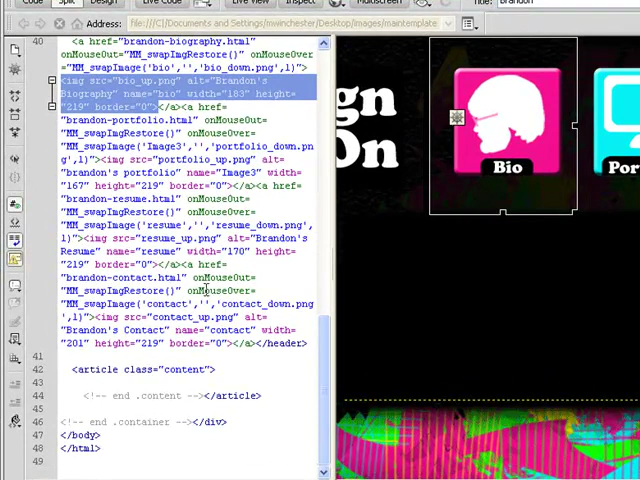 Split
Design
Live Code
Live View
Inspect
Multiscreen
Title: Brandon
Address: file:///C|/Documents and Settings/mwinchester/Desktop/images/maintemplate
40 <a href="brandon-biography.html"
onMouseOut="MM_swapImgRestore()" onMouseOver=
"MM_swapImage('bio','','bio_down.png',1)">
<img src="bio_up.png" alt="Brandon's
Biography" name="bio" width="183" height=
"219" border="0"></a><a href=
"brandon-portfolio.html" onMouseOut=
"MM_swapImgRestore()" onMouseOver=
"MM_swapImage('Image3','','portfolio_down.pn
g',1)"><img src="portfolio_up.png" alt=
"brandon's portfolio" name="Image3" width=
"167" height="219" border="0"></a><a href=
"brandon-resume.html" onMouseOut=
"MM_swapImgRestore()" onMouseOver=
"MM_swapImage('resume','','resume_down.png',
1)"><img src="resume_up.png" alt="Brandon's
Resume" name="resume" width="170" height=
"219" border="0"></a><a href=
"brandon-contact.html" onMouseOut=
"MM_swapImgRestore()" onMouseOver=
"MM_swapImage('contact','','contact_down.png
',1)"><img src="contact_up.png" alt=
"Brandon's Contact" name="contact" width=
"201" height="219" border="0"></a></header>
41
42 <article class="content">
43
44 <!-- end .content --></article>
45
46 <!-- end .container --></div>
47 </body>
48 </html>
49
gn
On
Bio
Por